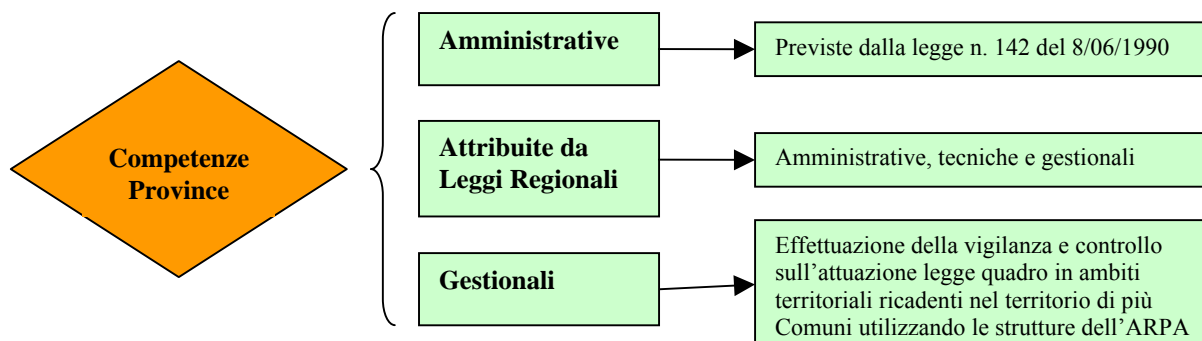 Competenze
Province
Amministrative
Previste dalla legge n. 142 del 8/06/1990
Attribuite da
Leggi Regionali
Amministrative, tecniche e gestionali
Gestionali
Effettuazione della vigilanza e controllo
sull’attuazione legge quadro in ambiti
territoriali ricadenti nel territorio di più
Comuni utilizzando le strutture dell’ARPA